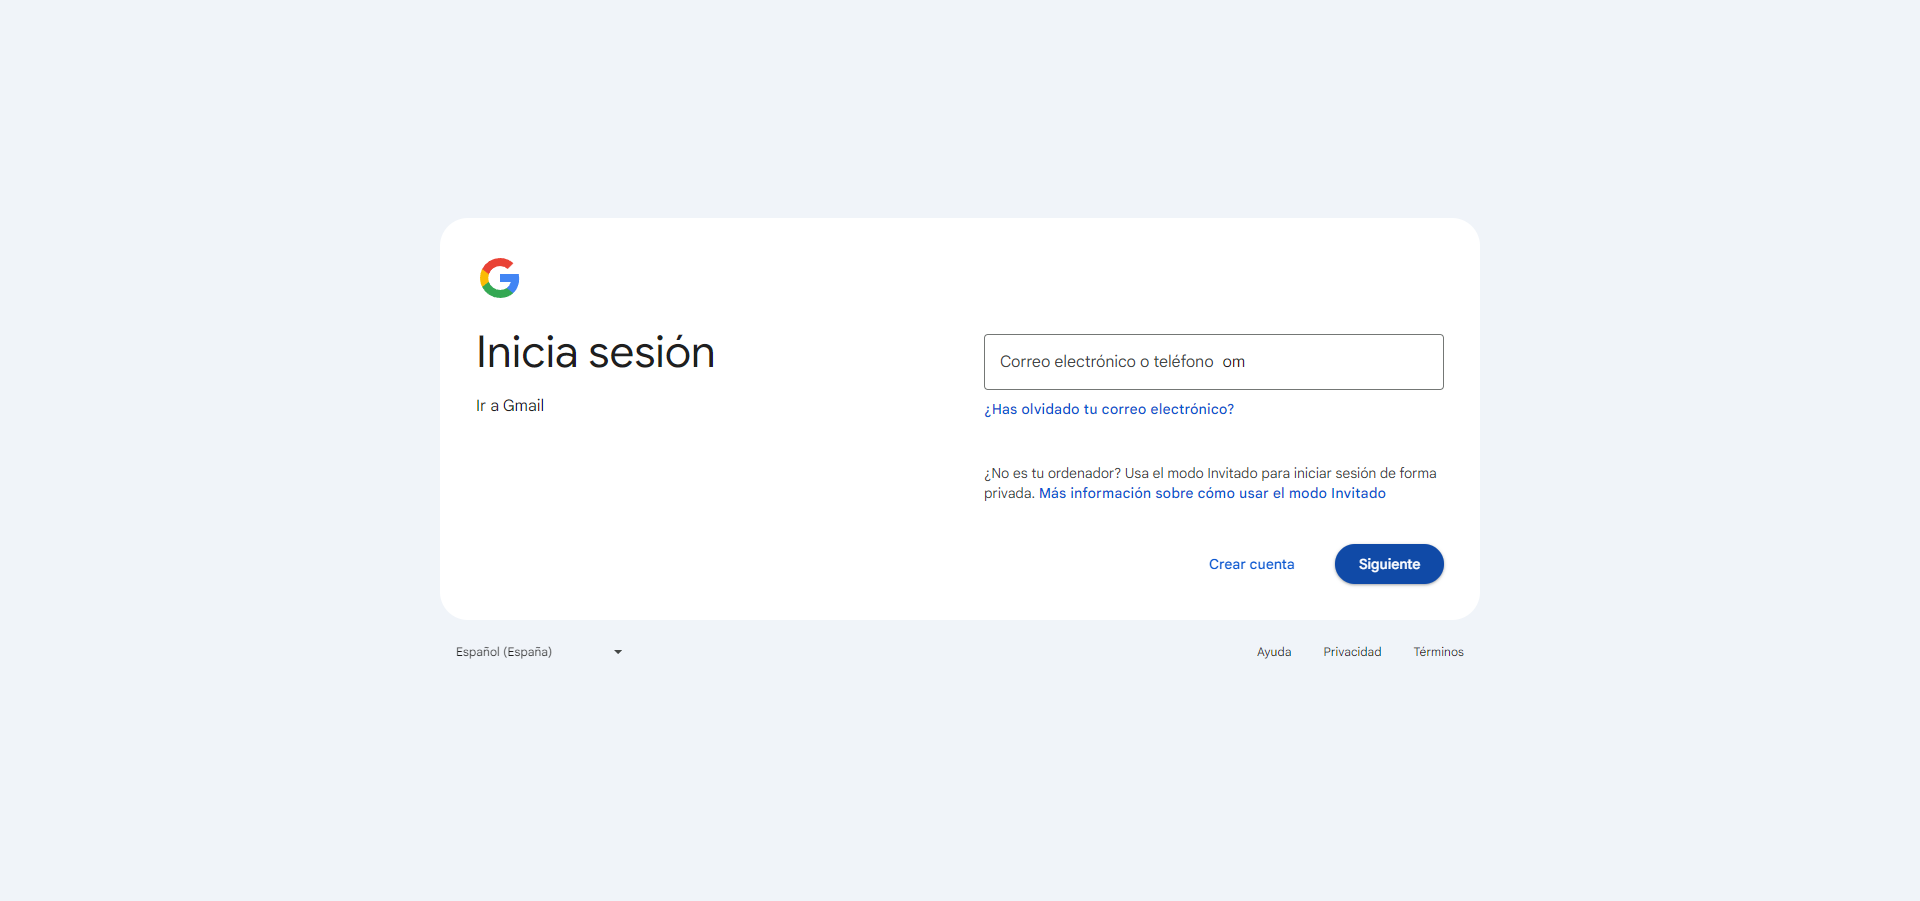 Inicia sesión
Ir a Gmail
Correo electrónico o teléfono om
¿Has olvidado tu correo electrónico?
¿No es tu ordenador? Usa el modo Invitado para iniciar sesión de forma
privada. Más información sobre cómo usar el modo Invitado
Crear cuenta
Siguiente
Español (España)
Ayuda
Privacidad
Términos